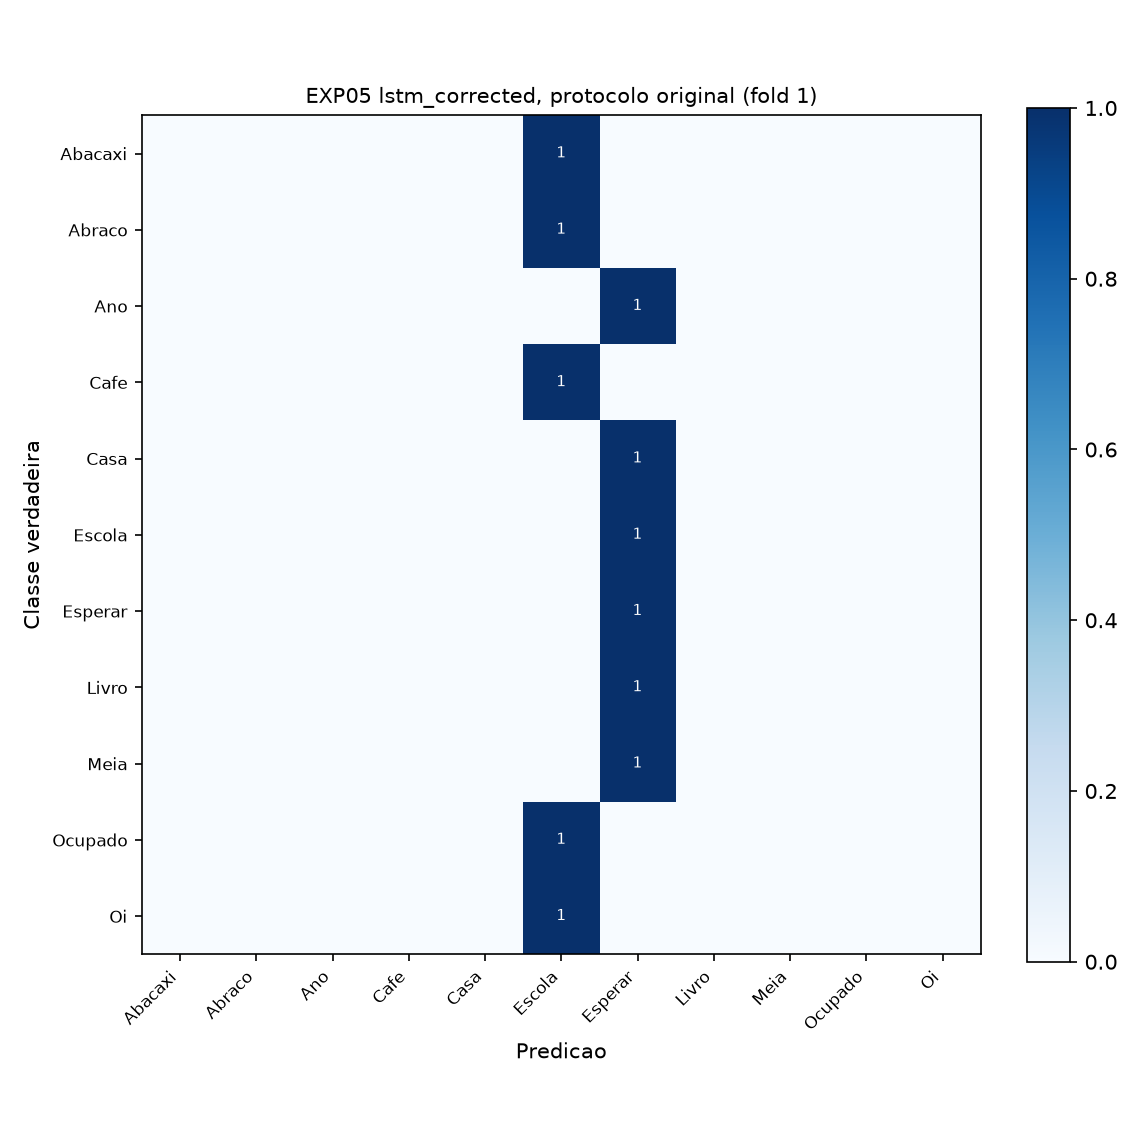 EXP05 lstm_corrected, protocolo original (fold 1)
Classe verdadeira
Abacaxi
Abraco
Ano
Cafe
Casa
Escola
Esperar
Livro
Meia
Ocupado
Oi
1
1
1
1
1
1
1
1
1
1
1
Abacaxi
Abraco
Ano
Cafe
Casa
Escola
Esperar
Livro
Meia
Ocupado
Oi
Predicao
1.0
0.8
0.6
0.4
0.2
0.0